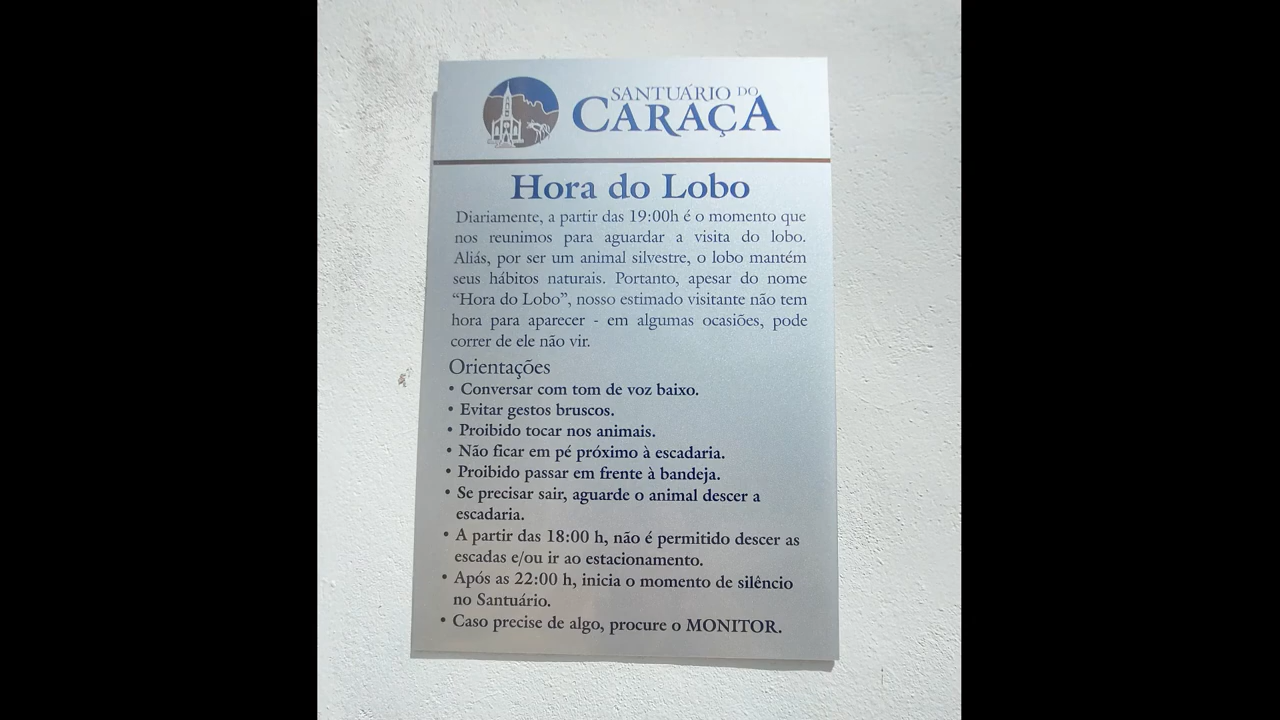 SANTUÁRIO DO
CARAÇA
Hora do Lobo
Diariamente, a partir das 19:00h é o momento que
nos reunimos para aguardar a visita do lobo.
Aliás, por ser um animal silvestre, o lobo mantém
seus hábitos naturais. Portanto, apesar do nome
“Hora do Lobo”, nosso estimado visitante não tem
hora para aparecer - em algumas ocasiões, pode
correr de ele não vir.
Orientações
• Conversar com tom de voz baixo.
• Evitar gestos bruscos.
• Proibido tocar nos animais.
• Não ficar em pé próximo à escadaria.
• Proibido passar em frente à bandeja.
• Se precisar sair, aguarde o animal descer a
escadaria.
• A partir das 18:00 h, não é permitido descer as
escadas e/ou ir ao estacionamento.
• Após as 22:00 h, inicia o momento de silêncio
no Santuário.
• Caso precise de algo, procure o MONITOR.